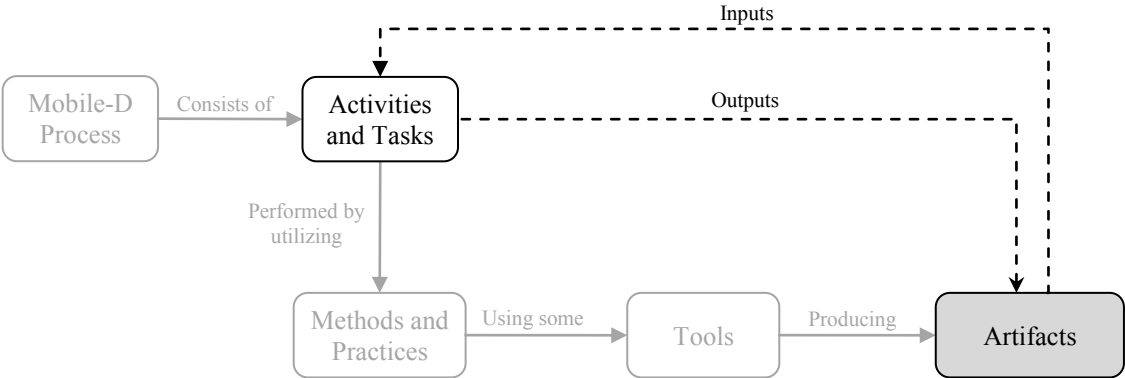 Inputs
Mobile-D
Process
Consists of
Activities
and Tasks
Outputs
Performed by
utilizing
Methods and
Practices
Using some
Tools
Producing
Artifacts